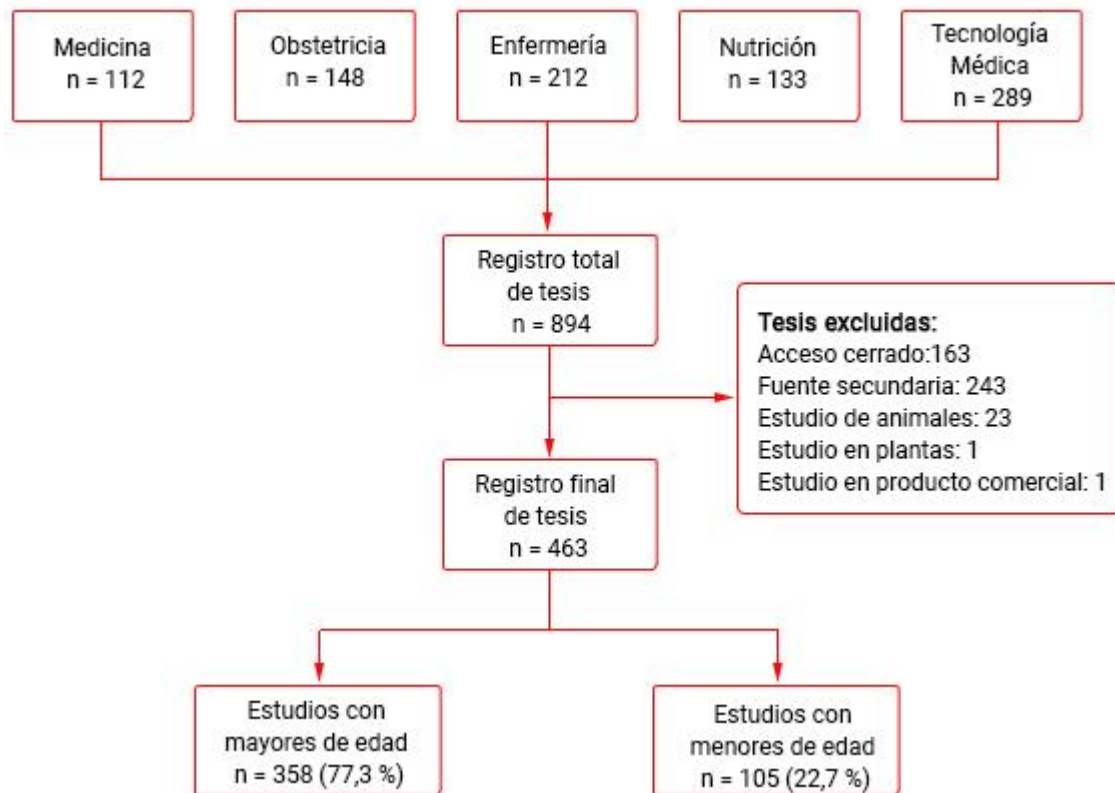 Medicina
n = 112
Obstetricia
n = 148
Enfermería
n = 212
Nutrición
n = 133
Tecnología
Médica
n = 289
Registro total
de tesis
n = 894
Tesis excluidas:
Acceso cerrado:163
Fuente secundaria: 243
Estudio de animales: 23
Estudio en plantas: 1
Estudio en producto comercial: 1
Registro final
de tesis
n = 463
Estudios con
mayores de edad
n = 358 (77,3 %)
Estudios con
menores de edad
n = 105 (22,7 %)